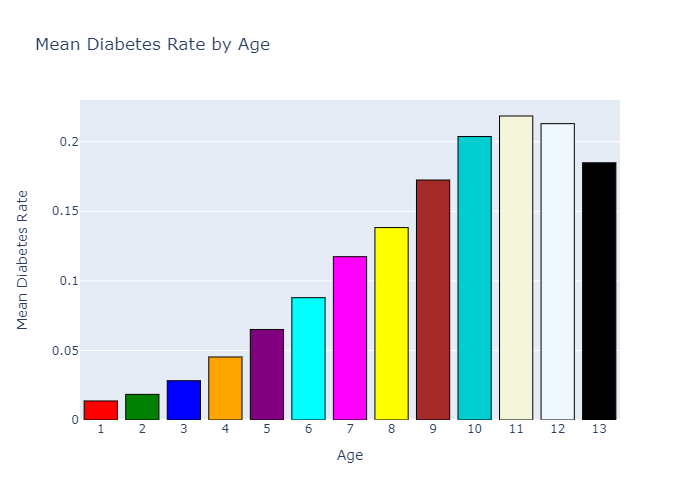 Mean Diabetes Rate by Age
Mean Diabetes Rate
0.2
0.15
0.1
0.05
0
1 2 3 4 5 6 7 8 9 10 11 12 13
Age